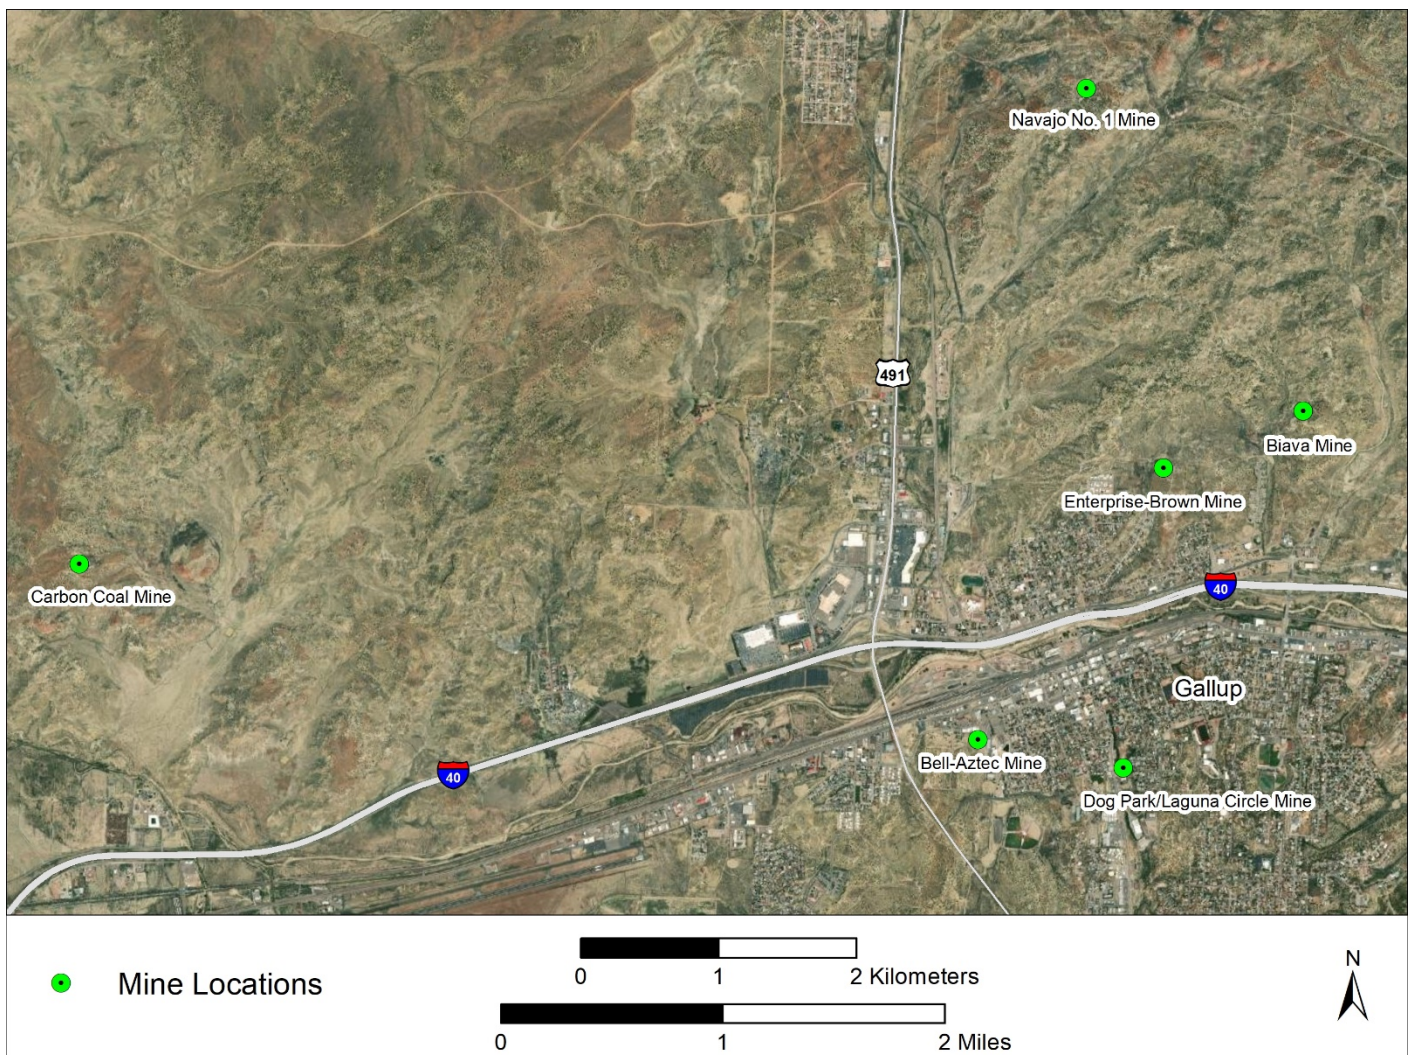 Navajo No. 1 Mine
491
Biava Mine
Enterprise-Brown Mine
Carbon Coal Mine
40
Gallup
Bell-Aztec Mine
40
Dog Park/Laguna Circle Mine
Mine Locations
0 1 2 Kilometers
0 1 2 Miles
N